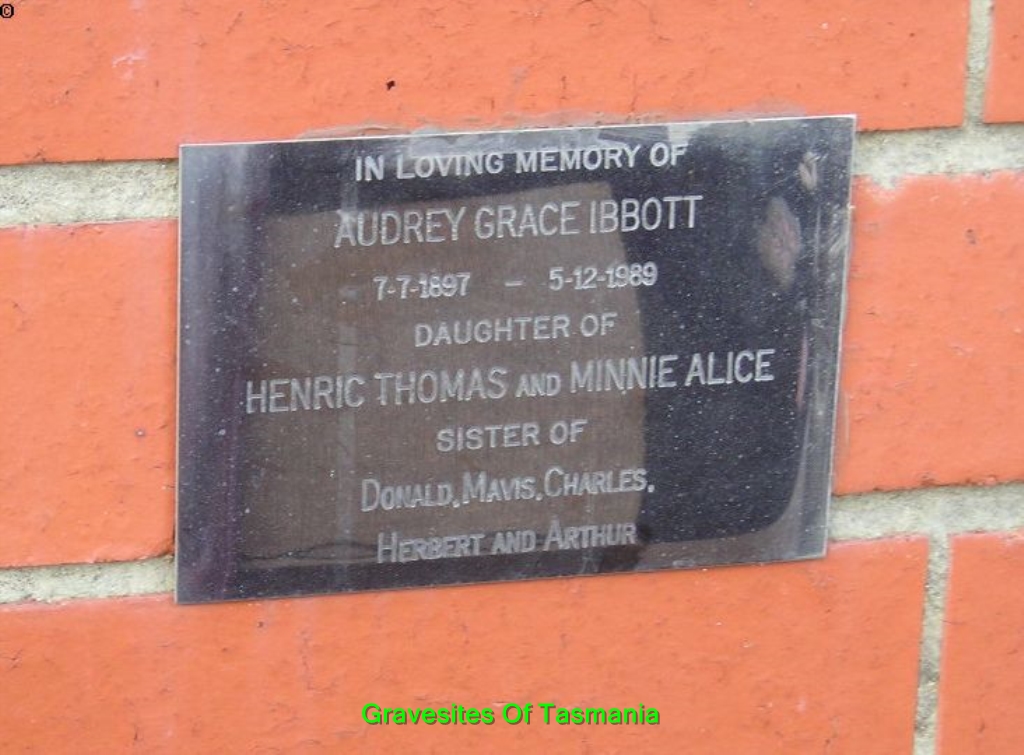 ©
IN LOVING MEMORY OF
AUDREY GRACE IBBOTT
7-7-1897 – 5-12-1989
DAUGHTER OF
HENRIC THOMAS AND MINNIE ALICE
SISTER OF
DONALD, MAVIS, CHARLES,
HERBERT AND ARTHUR
Gravesites Of Tasmania